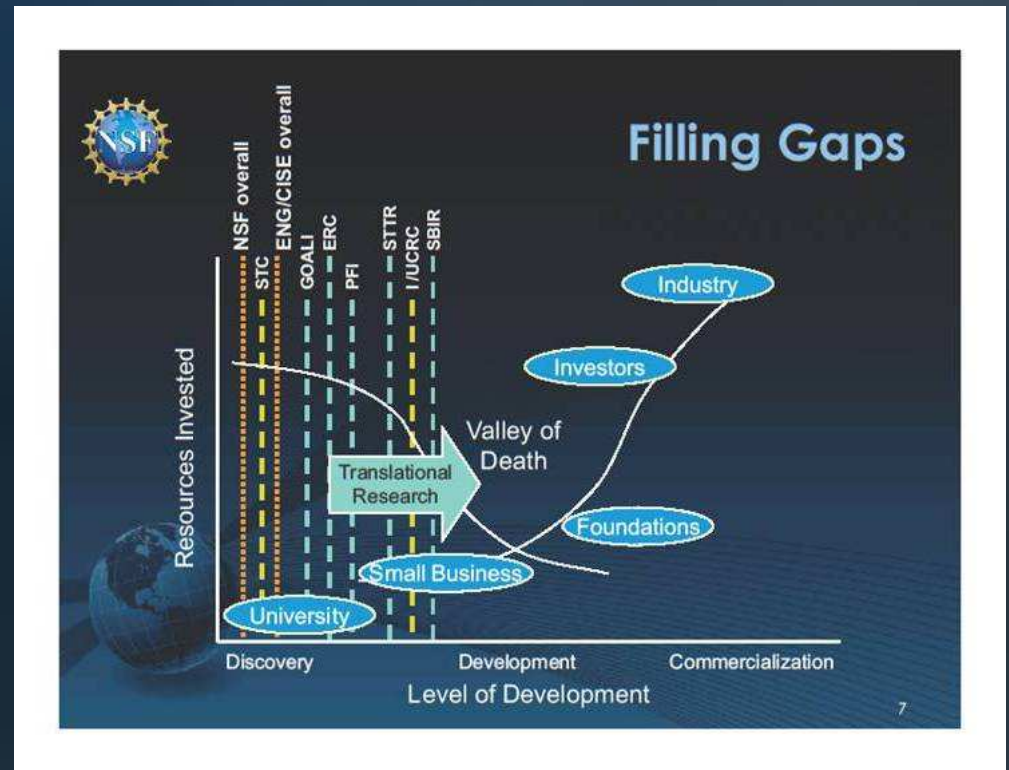 NSF
Filling Gaps
NSF overall
STC
ENG/CISE overall
GOALI
ERC
PFI
STTR
I/UCRC
SBIR
Resources Invested
Industry
Investors
Valley of
Death
Translational
Research
Foundations
Small Business
University
Discovery
Development
Commercialization
Level of Development
7